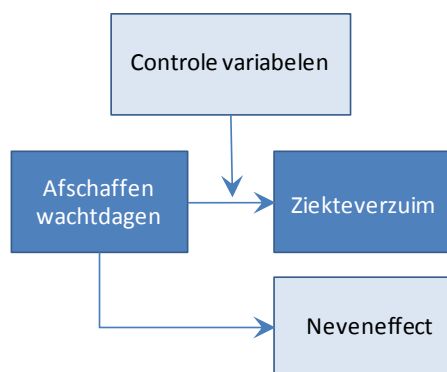 Controle variabelen
Afschaffen
wachtdagen
Ziekteverzuim
Neveneffect